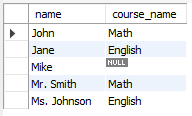 name course_name
John Math
Jane English
Mike NULL
Mr. Smith Math
Ms. Johnson English